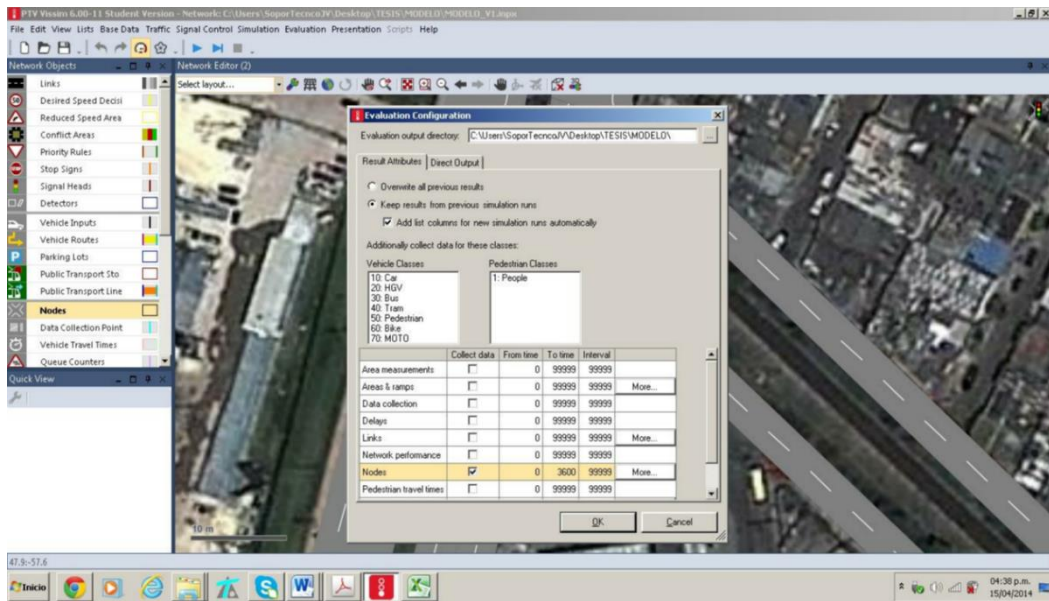 PTV Vissim 6.00-11 Student Version - Network: C:\Users\SoporTecncoJV\Desktop\TESIS\MODELO\MODELO_V1.inpx
File Edit View Lists Base Data Traffic Signal Control Simulation Evaluation Presentation Scripts Help
Network Objects
Network Editor (2)
Select layout...
Links
Desired Speed Decisi
Reduced Speed Area
Conflict Areas
Priority Rules
Stop Signs
Signal Heads
Detectors
Vehicle Inputs
Vehicle Routes
Parking Lots
Public Transport Sto
Public Transport Line
Nodes
Data Collection Point
Vehicle Travel Times
Queue Counters
Quick View
Evaluation Configuration
Evaluation output directory: C:\Users\SoporTecncoJV\Desktop\TESIS\MODELO\ ...
Result Attributes Direct Output
Overwrite all previous results
Keep results from previous simulation runs
Add list columns for new simulation runs automatically
Additionally collect data for these classes:
Vehicle Classes Pedestrian Classes
10: Car 1: People
20: HGV
30: Bus
40: Tram
50: Pedestrian
60: Bike
70: MOTO
Collect data From time To time Interval
Area measurements 0 99999 99999
Areas & ramps 0 99999 99999 More...
Data collection 0 99999 99999
Delays 0 99999 99999
Links 0 99999 99999 More...
Network performance 0 99999 99999
Nodes 0 3600 99999 More...
Pedestrian travel times 0 99999 99999
OK Cancel
10 m
47.9:-57.6
Inicio
04:38 p.m.
15/04/2014